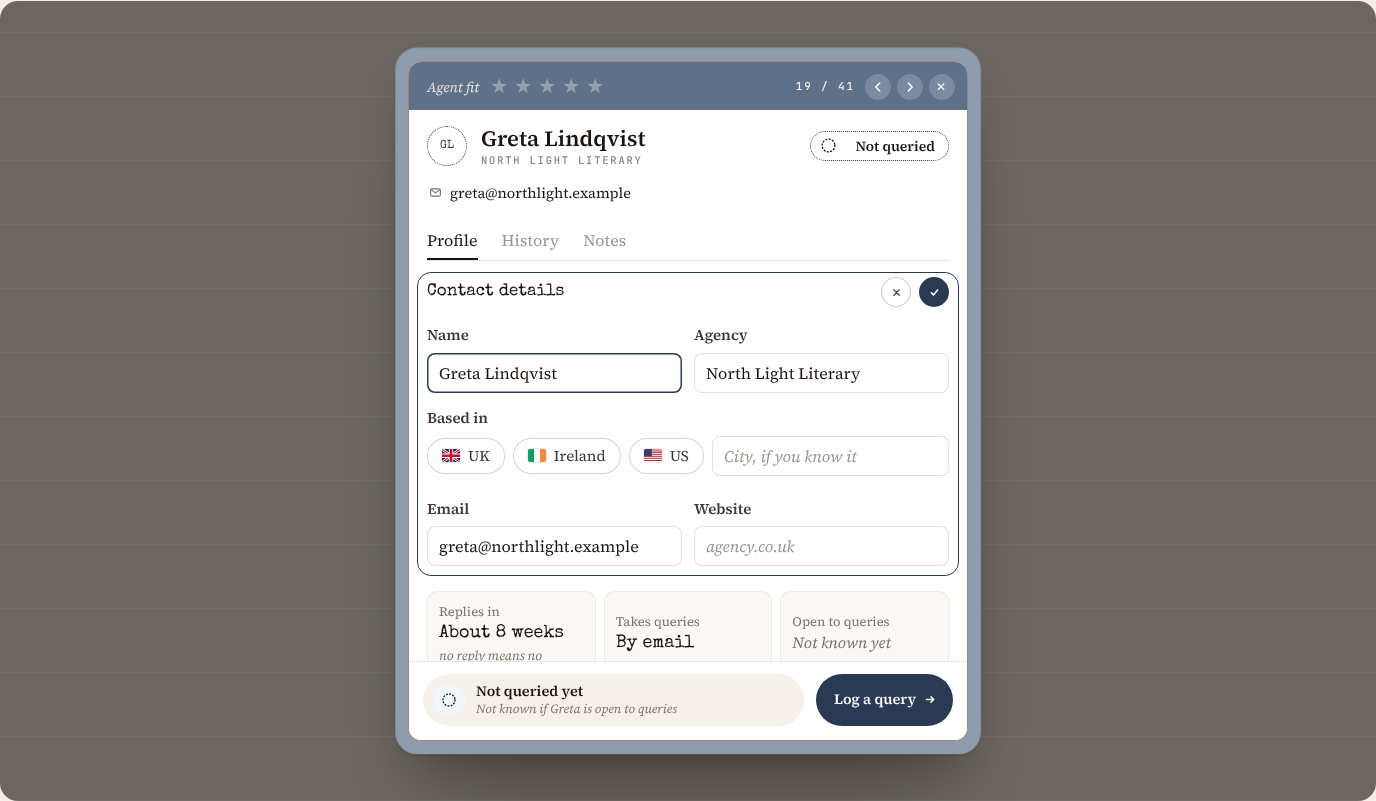 Agent fit
19 / 41
GL
Greta Lindqvist
NORTH LIGHT LITERARY
Not queried
greta@northlight.example
Profile History Notes
Contact details
Name Agency
Greta Lindqvist North Light Literary
Based in
UK Ireland US City, if you know it
Email Website
greta@northlight.example agency.co.uk
Replies in
About 8 weeks
no reply means no
Takes queries
By email
Open to queries
Not known yet
Not queried yet
Not known if Greta is open to queries
Log a query